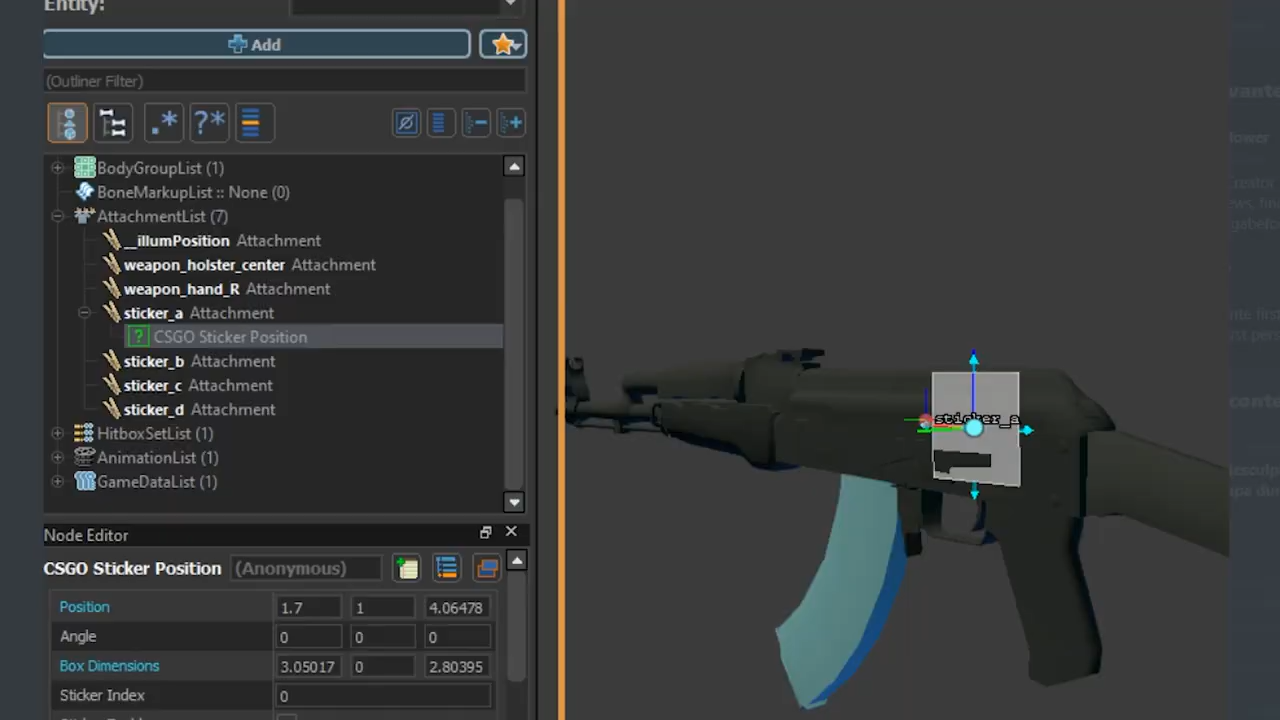 Entity:
Add
(Outliner Filter)
BodyGroupList (1)
BoneMarkupList :: None (0)
AttachmentList (7)
__illumPosition Attachment
weapon_holster_center Attachment
weapon_hand_R Attachment
sticker_a Attachment
CSGO Sticker Position
sticker_b Attachment
sticker_c Attachment
sticker_d Attachment
HitboxSetList (1)
AnimationList (1)
GameDataList (1)
Node Editor
CSGO Sticker Position (Anonymous)
Position 1.7 1 4.06478
Angle 0 0 0
Box Dimensions 3.05017 0 2.80395
Sticker Index 0
sticker_a